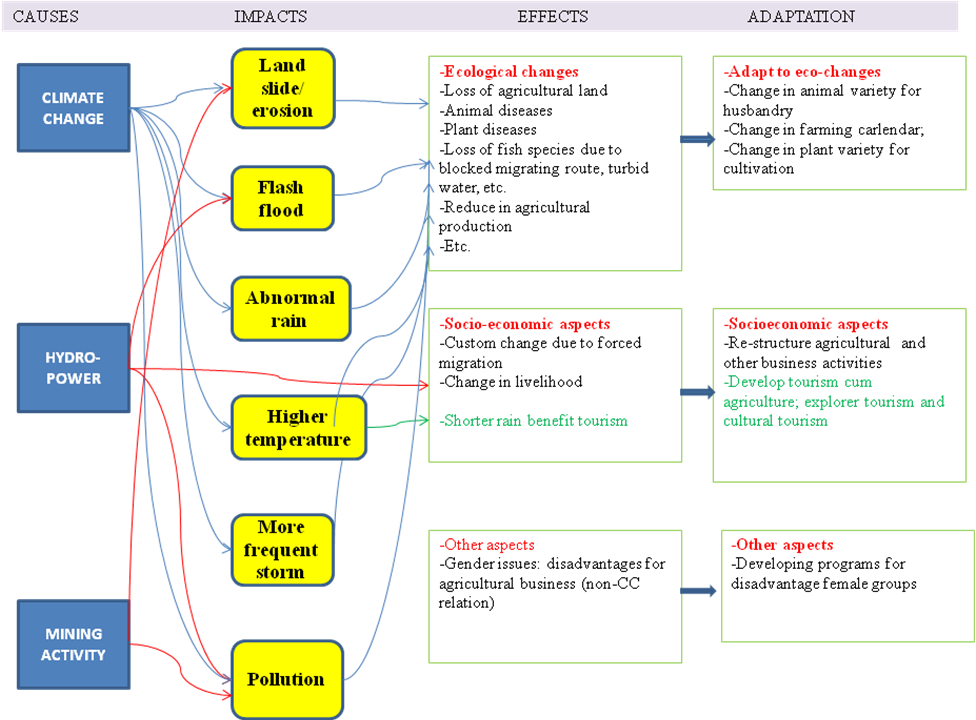 CAUSES IMPACTS EFFECTS ADAPTATION
CLIMATE
CHANGE
HYDRO-
POWER
MINING
ACTIVITY
Land
slide/
erosion
Flash
flood
Abnormal
rain
Higher
temperature
More
frequent
storm
Pollution
-Ecological changes
-Loss of agricultural land
-Animal diseases
-Plant diseases
-Loss of fish species due to
blocked migrating route, turbid
water, etc.
-Reduce in agricultural
production
-Etc.
-Socio-economic aspects
-Custom change due to forced
migration
-Change in livelihood
-Shorter rain benefit tourism
-Other aspects
-Gender issues: disadvantages for
agricultural business (non-CC
relation)
-Adapt to eco-changes
-Change in animal variety for
husbandry
-Change in farming carlendar;
-Change in plant variety for
cultivation
-Socioeconomic aspects
-Re-structure agricultural and
other business activities
-Develop tourism cum
agriculture; explorer tourism and
cultural tourism
-Other aspects
-Developing programs for
disadvantage female groups